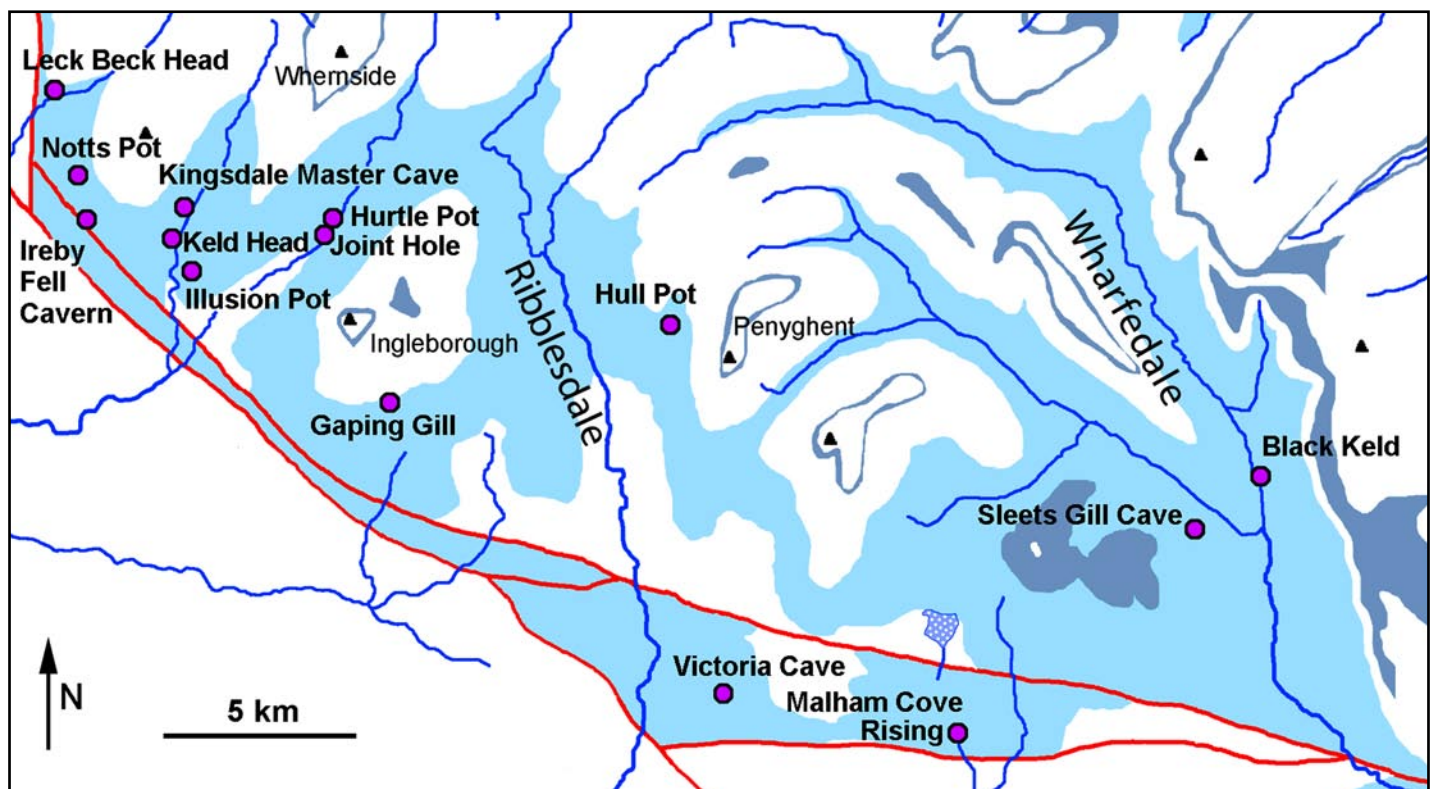 Leck Beck Head
Whernside
Notts Pot
Kingsdale Master Cave
Hurtle Pot
Keld Head
Joint Hole
Ireby
Fell
Cavern
Illusion Pot
Ribblesdale
Hull Pot
Wharfedale
Penyghent
Ingleborough
Gaping Gill
Black Keld
Sleets Gill Cave
Victoria Cave
Malham Cove
Rising
N
5 km